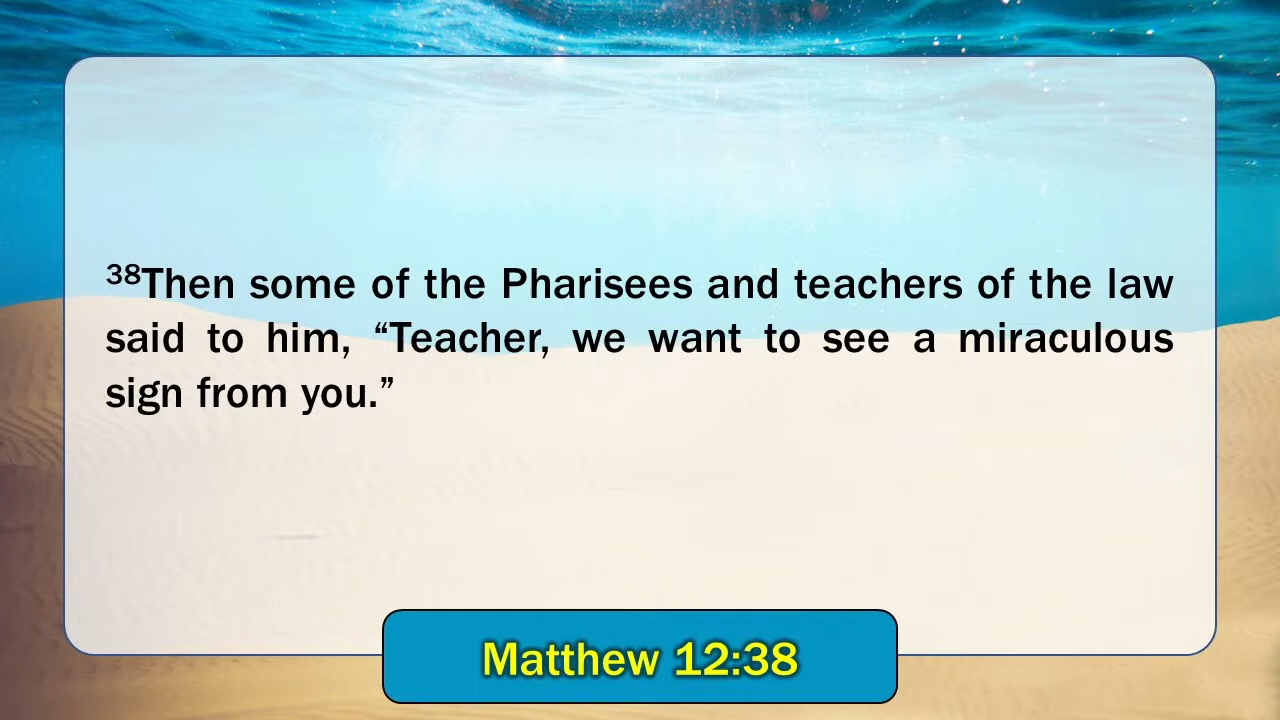 ³⁸Then some of the Pharisees and teachers of the law
said to him, “Teacher, we want to see a miraculous
sign from you.”
Matthew 12:38